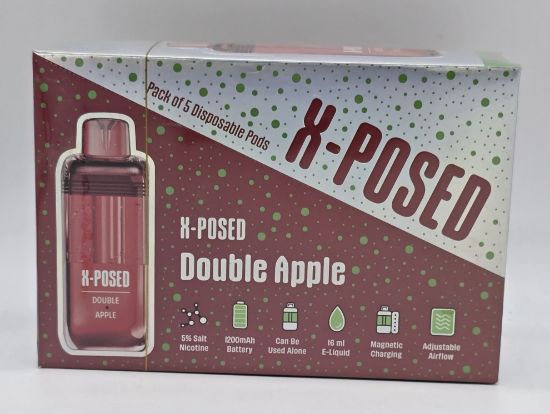 Pack of 5 Disposable Pods
X-POSED
X-POSED
Double Apple
X-POSED
DOUBLE
APPLE
5% Salt
Nicotine
1200mAh
Battery
Can Be
Used Alone
16 ml
E-Liquid
Magnetic
Charging
Adjustable
Airflow